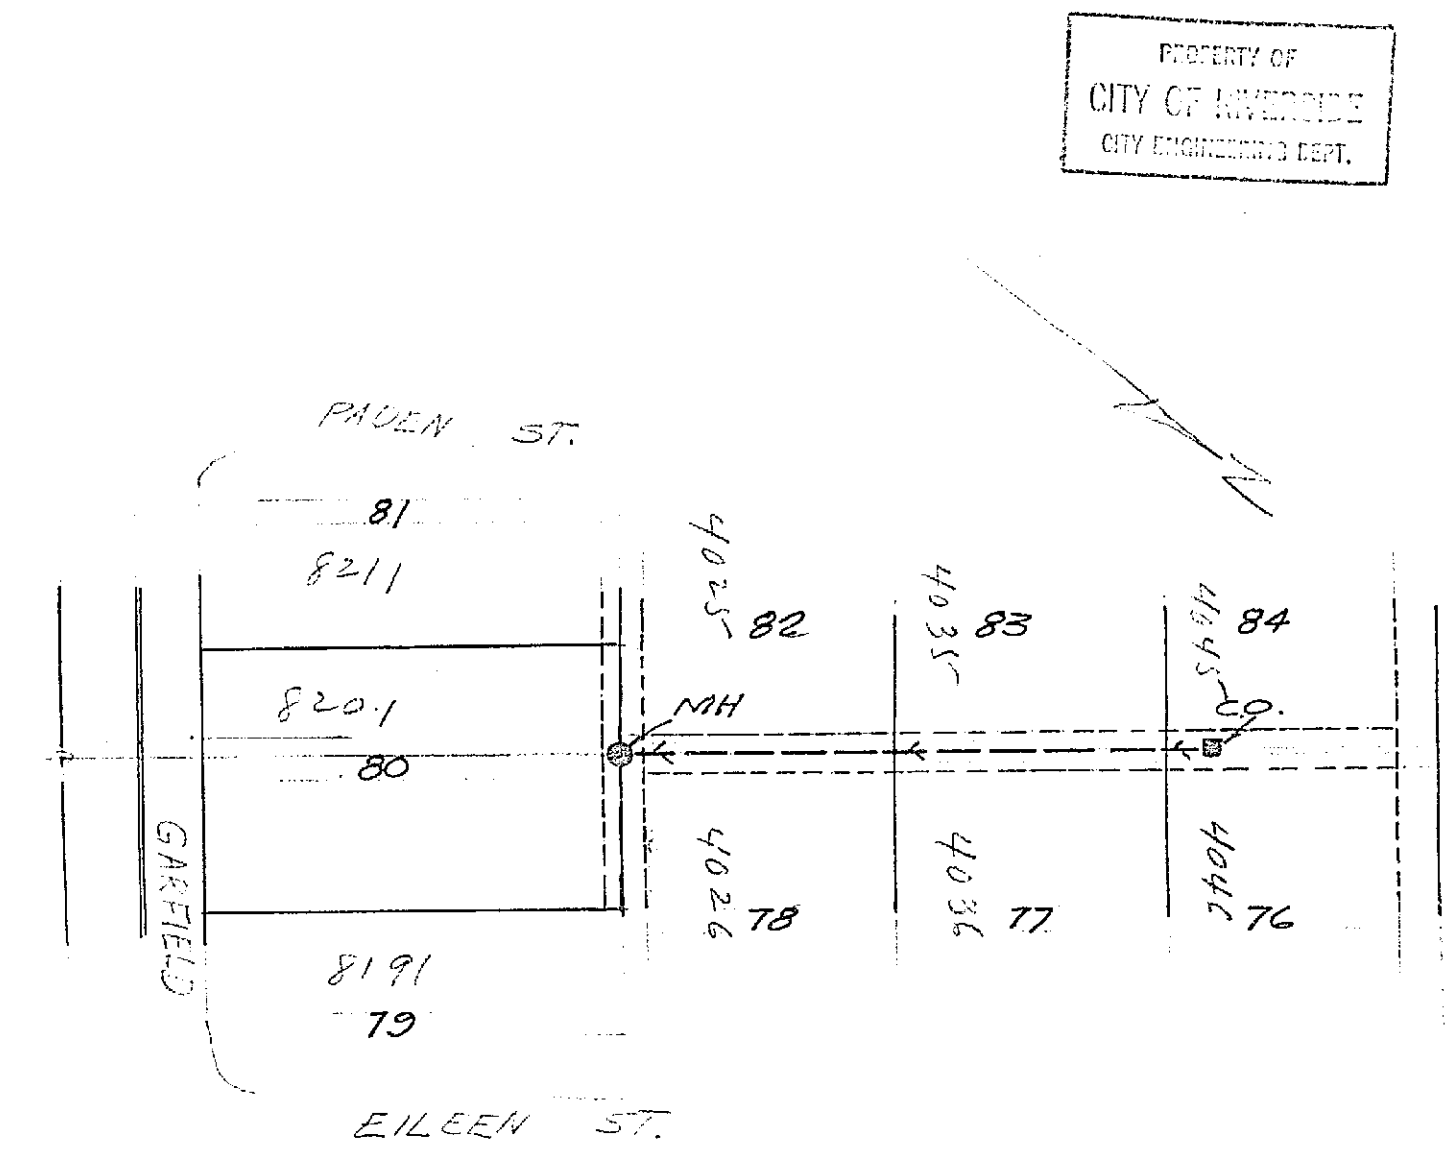 PROPERTY OF
CITY OF RIVERSIDE
CITY ENGINEERING DEPT.
N
PADEN ST.
81
8211
4025
82
4035
83
4045
84
8201
MH
C.O.
80
GARFIELD
4026
78
4036
77
4046
76
8191
79
EILEEN ST.